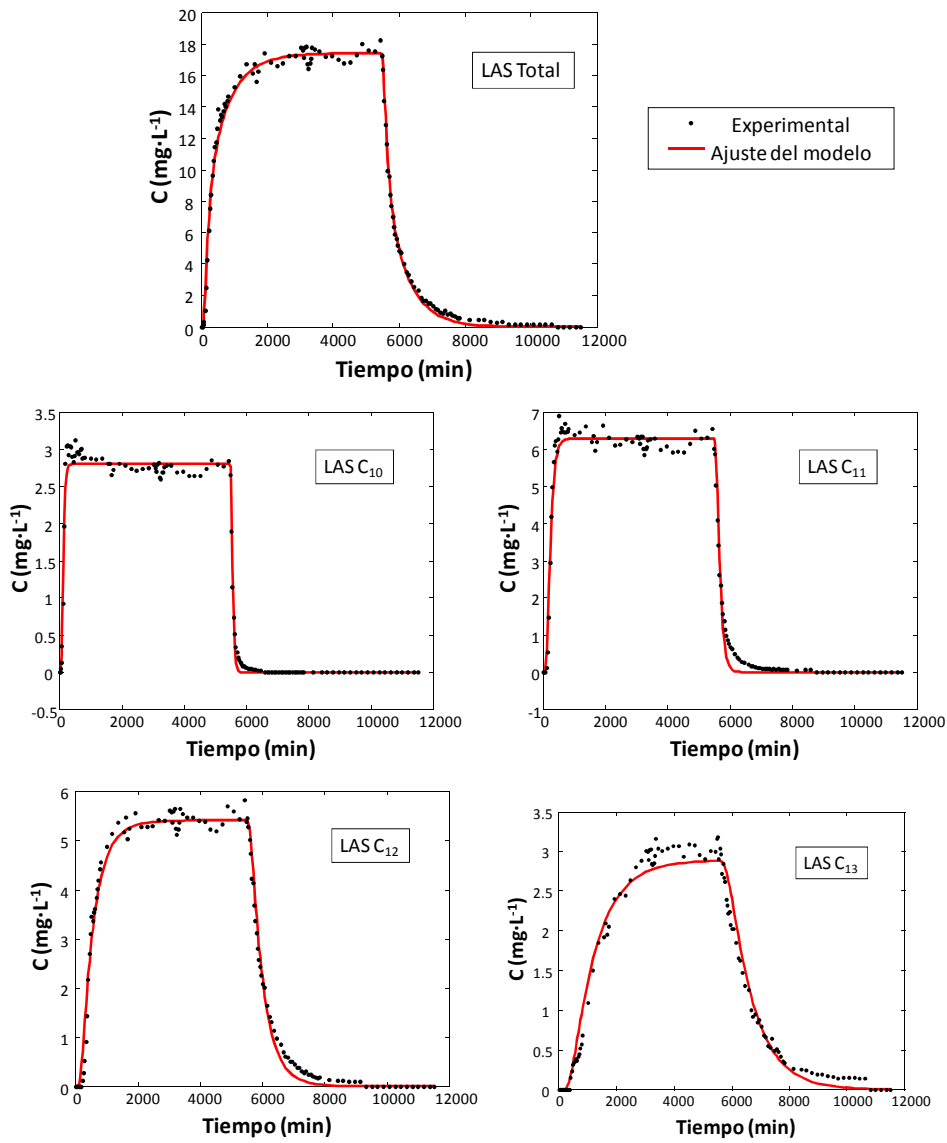 20
18
16
14
12
10
8
6
4
2
0
C (mg·L-1)
LAS Total
0 2000 4000 6000 8000 10000 12000
Tiempo (min)
Experimental
Ajuste del modelo
3.5
3
2.5
2
1.5
1
0.5
0
-0.5
C (mg·L-1)
LAS C10
0 2000 4000 6000 8000 10000 12000
Tiempo (min)
7
6
5
4
3
2
1
0
-1
C (mg·L-1)
LAS C11
0 2000 4000 6000 8000 10000 12000
Tiempo (min)
6
5
4
3
2
1
0
C (mg·L-1)
LAS C12
0 2000 4000 6000 8000 10000 12000
Tiempo (min)
3.5
3
2.5
2
1.5
1
0.5
0
C (mg·L-1)
LAS C13
0 2000 4000 6000 8000 10000 12000
Tiempo (min)